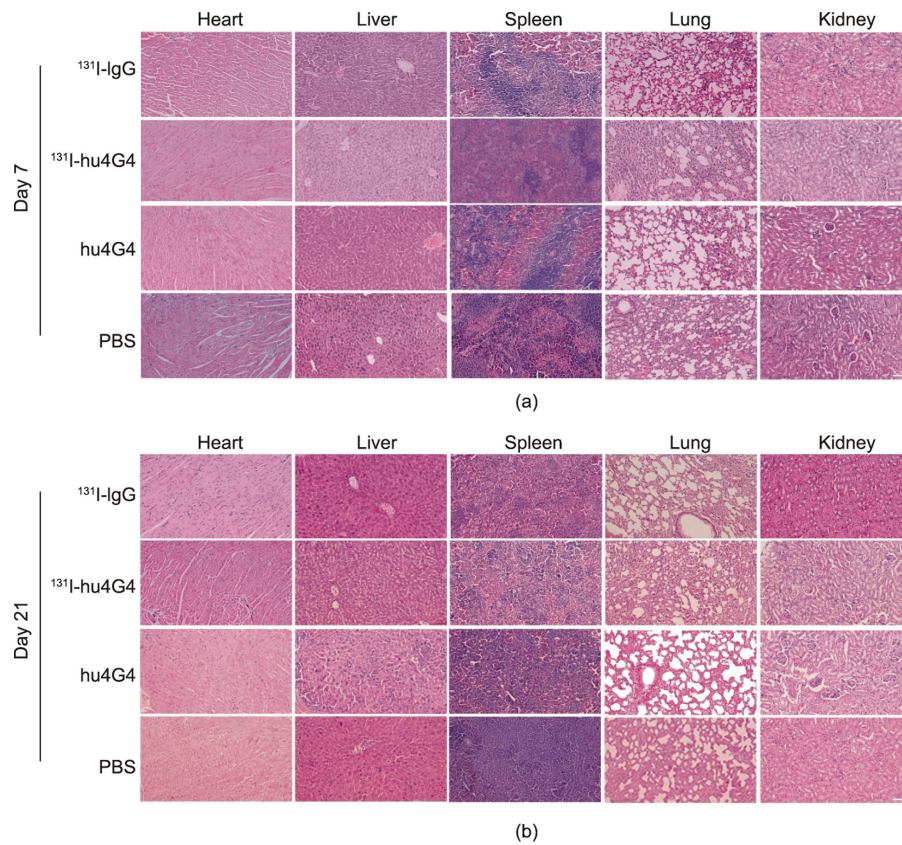 Heart Liver Spleen Lung Kidney
Day 7
¹³¹I-IgG
¹³¹I-hu4G4
hu4G4
PBS
(a)
Heart Liver Spleen Lung Kidney
Day 21
¹³¹I-IgG
¹³¹I-hu4G4
hu4G4
PBS
(b)